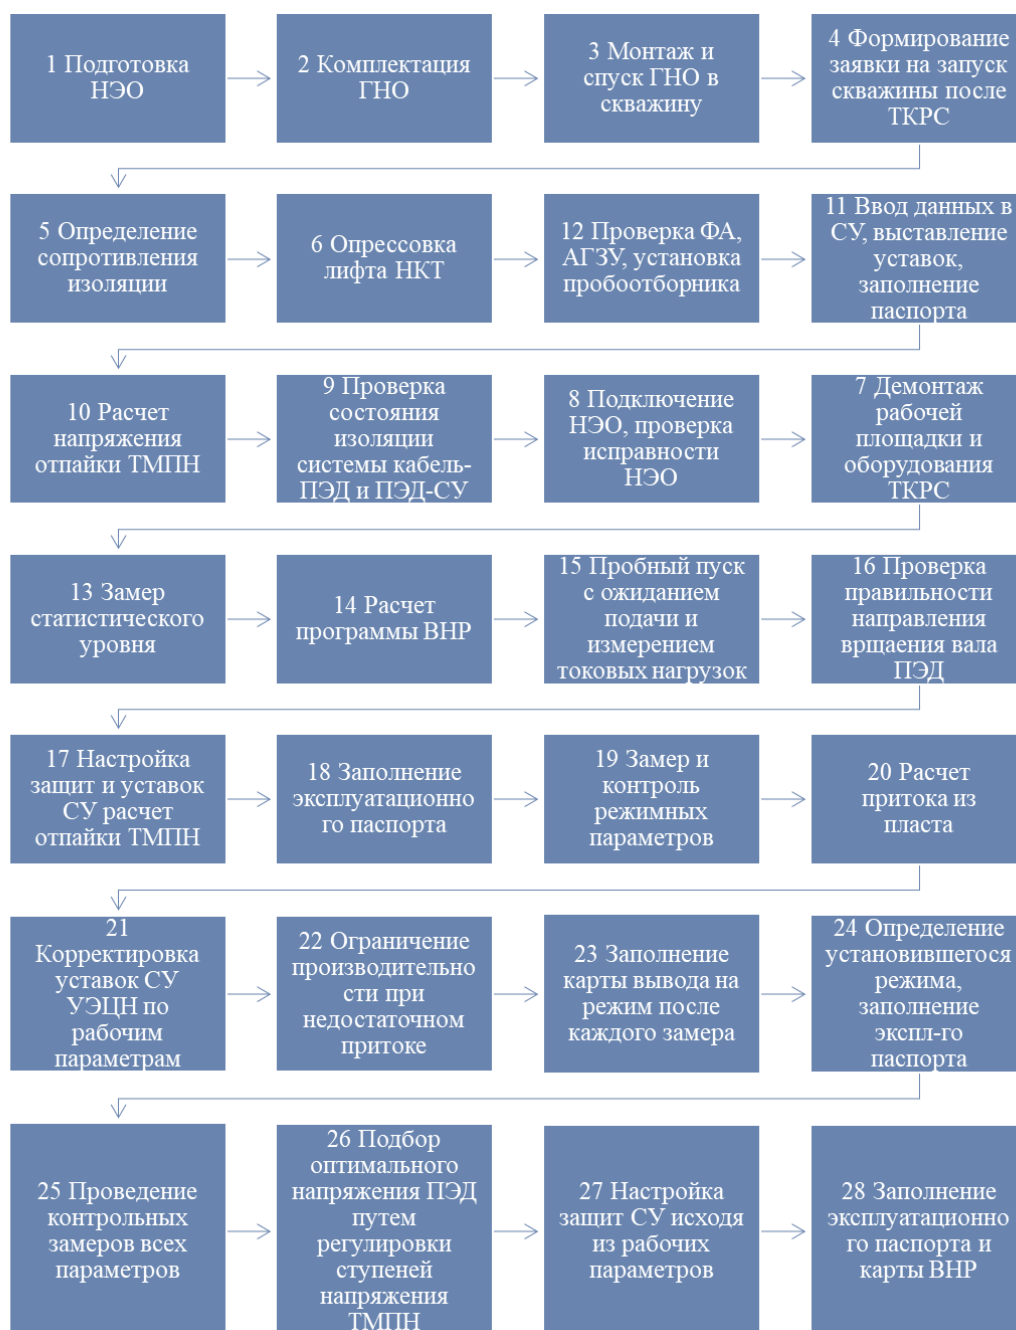 1 Подготовка
НЭО
2 Комплектация
ГНО
3 Монтаж и
спуск ГНО в
скважину
4 Формирование
заявки на запуск
скважины после
ТКРС
5 Определение
сопротивления
изоляции
6 Опрессовка
лифта НКТ
12 Проверка ФА,
АГЗУ, установка
пробоотборника
11 Ввод данных в
СУ, выставление
уставок,
заполнение
паспорта
10 Расчет
напряжения
отпайки ТМПН
9 Проверка
состояния
изоляции
системы кабель-
ПЭД и ПЭД-СУ
8 Подключение
НЭО, проверка
исправности
НЭО
7 Демонтаж
рабочей
площадки и
оборудования
ТКРС
13 Замер
статистического
уровня
14 Расчет
программы ВНР
15 Пробный пуск
с ожиданием
подачи и
измерением
токовых нагрузок
16 Проверка
правильности
направления
врщаения вала
ПЭД
17 Настройка
защит и уставок
СУ расчет
отпайки ТМПН
18 Заполнение
эксплуатационно
го паспорта
19 Замер и
контроль
режимных
параметров
20 Расчет
притока из
пласта
21
Корректировка
уставок СУ
УЭЦН по
рабочим
параметрам
22 Ограничение
производительно
сти при
недостаточном
притоке
23 Заполнение
карты вывода на
режим после
каждого замера
24 Определение
установившегося
режима,
заполнение
экспл-го
паспорта
25 Проведение
контрольных
замеров всех
параметров
26 Подбор
оптимального
напряжения ПЭД
путем
регулировки
ступеней
напряжения
ТМПН
27 Настройка
защит СУ исходя
из рабочих
параметров
28 Заполнение
эксплуатационно
го паспорта и
карты ВНР